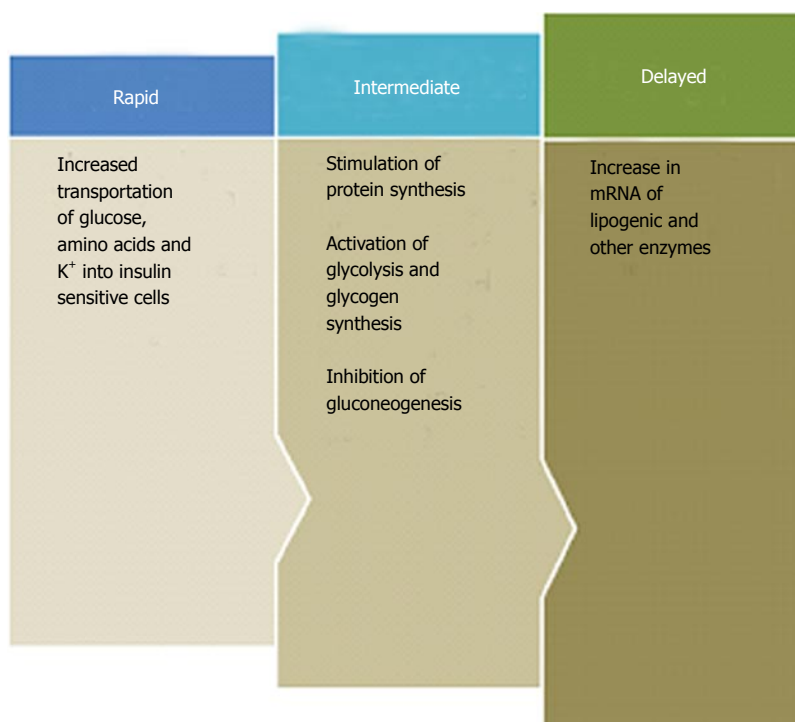 Rapid
Increased
transportation
of glucose,
amino acids and
K⁺ into insulin
sensitive cells
Intermediate
Stimulation of
protein synthesis
Activation of
glycolysis and
glycogen
synthesis
Inhibition of
gluconeogenesis
Delayed
Increase in
mRNA of
lipogenic and
other enzymes